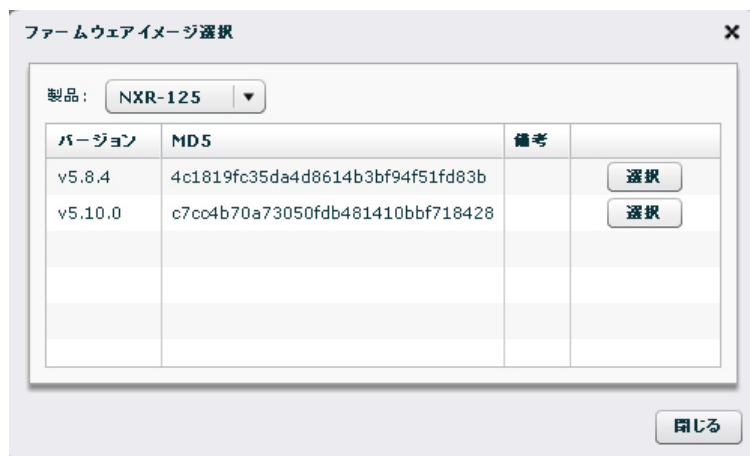 ファームウェアイメージ選択
製品: NXR-125
バージョン MD5 備考
v5.8.4 4c1819fc35da4d8614b3bf94f51fd83b 選択
v5.10.0 c7cc4b70a73050fdb481410bbf718428 選択
閉じる